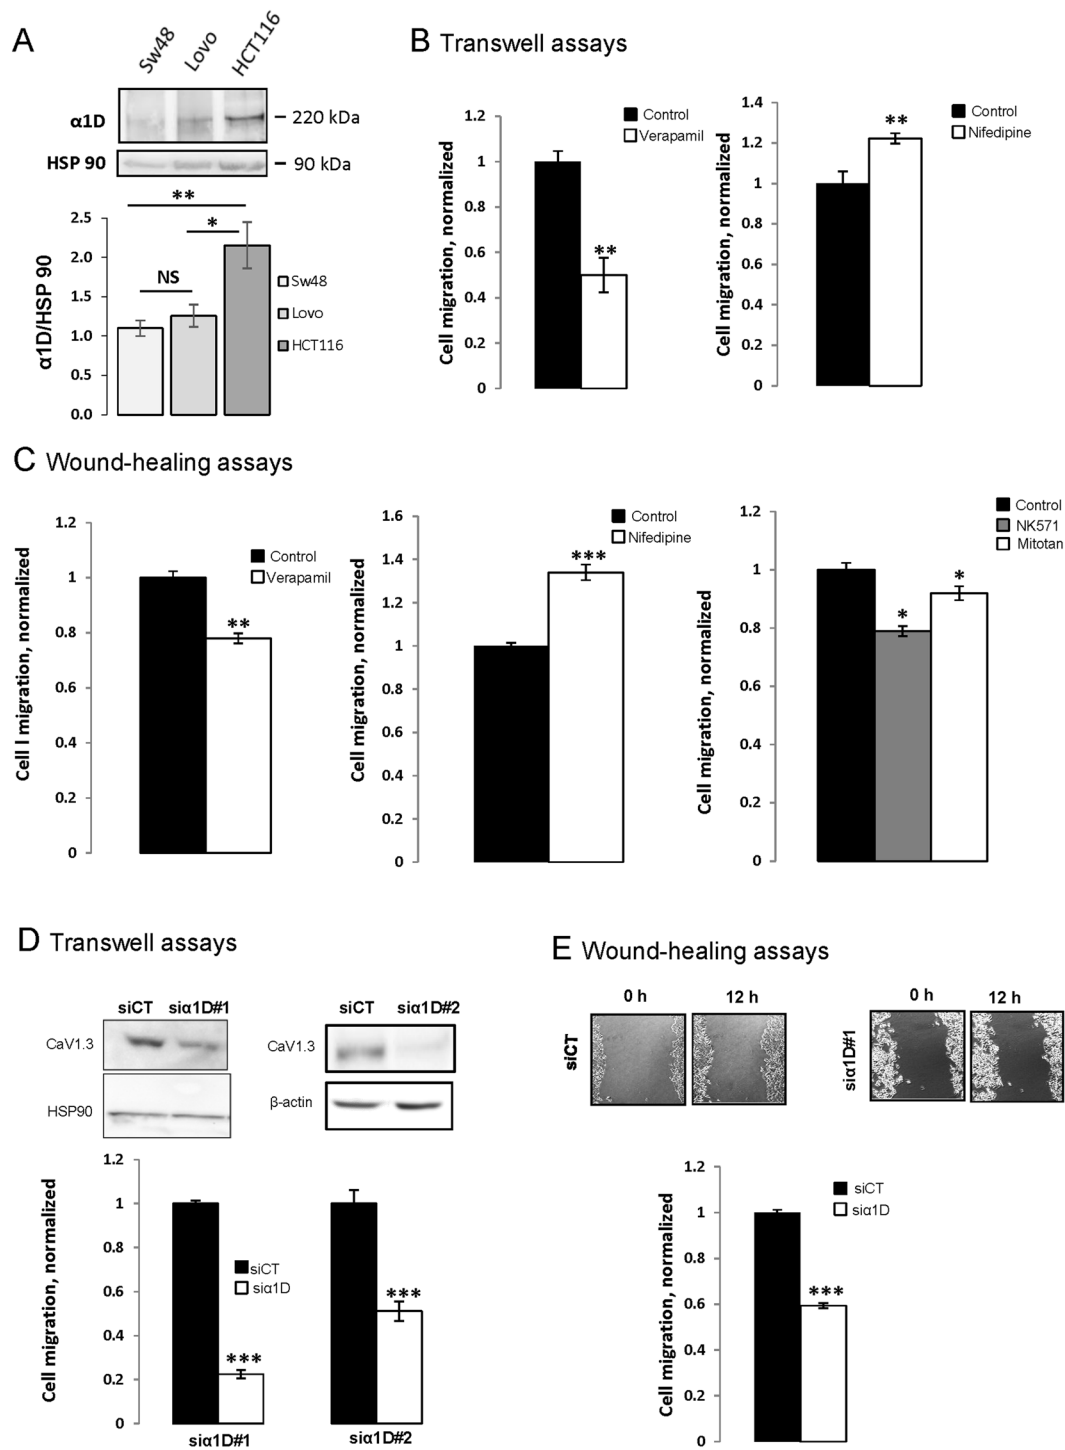 A
Sw48
Lovo
HCT116
α1D
220 kDa
HSP 90
90 kDa
**
*
NS
α1D/HSP 90
2.5
2.0
1.5
1.0
0.5
0.0
Sw48
Lovo
HCT116
B Transwell assays
Cell migration, normalized
1.2
1
0.8
0.6
0.4
0.2
0
Control
Verapamil
**
Cell migration, normalized
1.4
1.2
1
0.8
0.6
0.4
0.2
0
Control
Nifedipine
**
C Wound-healing assays
Cell l migration, normalized
1.2
1
0.8
0.6
0.4
0.2
0
Control
Verapamil
**
Cell migration, normalized
1.6
1.4
1.2
1
0.8
0.6
0.4
0.2
0
Control
Nifedipine
***
Cell migration, normalized
1.2
1
0.8
0.6
0.4
0.2
0
Control
NK571
Mitotan
*
*
D Transwell assays
siCT siα1D#1
CaV1.3
HSP90
siCT siα1D#2
CaV1.3
β-actin
Cell migration, normalized
1.2
1
0.8
0.6
0.4
0.2
0
siCT
siα1D
***
***
siα1D#1
siα1D#2
E Wound-healing assays
0 h 12 h
siCT
0 h 12 h
siα1D#1
Cell migration, normalized
1.2
1
0.8
0.6
0.4
0.2
0
siCT
siα1D
***